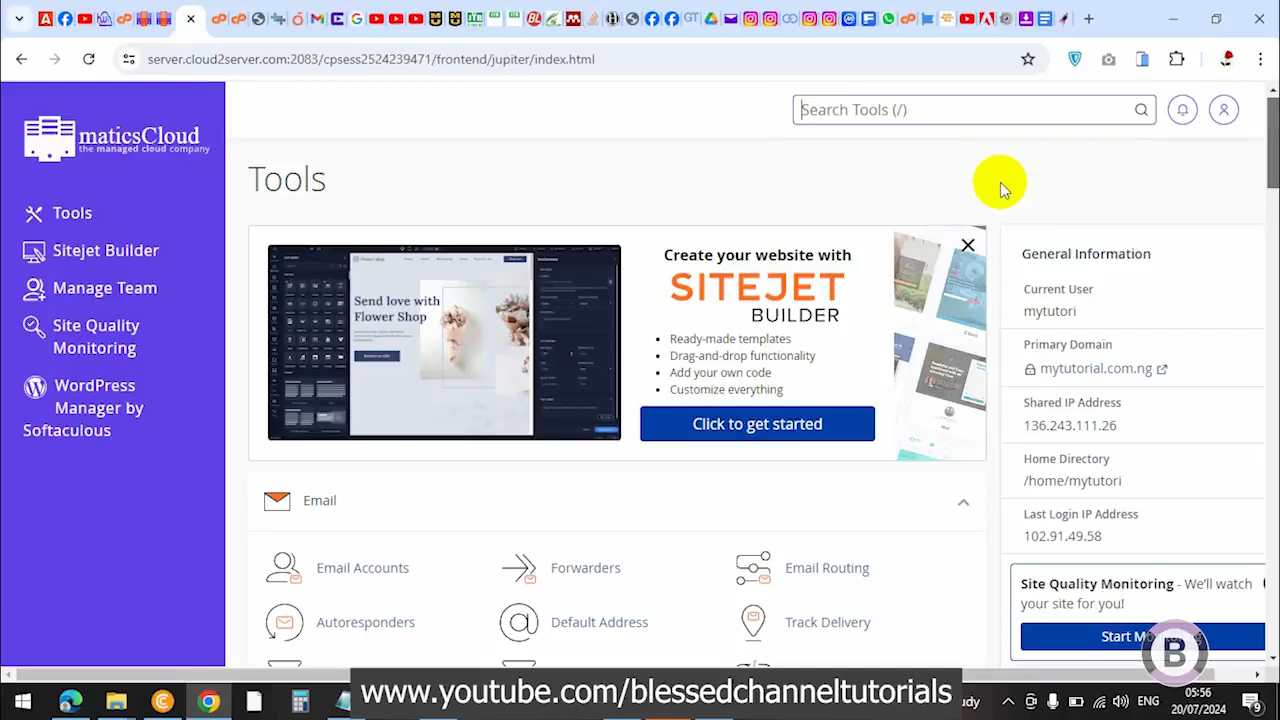 server.cloud2server.com:2083/cpsess2524239471/frontend/jupiter/index.html
maticsCloud
the managed cloud company
Search Tools (/)
Tools
Sitejet Builder
Manage Team
Site Quality
Monitoring
WordPress
Manager by
Softaculous
Tools
Send love with
Flower Shop
Create your website with
SITEJET
BUILDER
Ready-made templates
Drag-and-drop functionality
Add your own code
Customize everything
Click to get started
General Information
Current User
mytutori
Primary Domain
mytutorial.com.ng
Shared IP Address
136.243.111.26
Home Directory
/home/mytutori
Last Login IP Address
102.91.49.58
Email
Email Accounts
Forwarders
Email Routing
Autoresponders
Default Address
Track Delivery
Site Quality Monitoring - We'll watch
your site for you!
Start
B
www.youtube.com/blessedchanneltutorials
ENG
05:56
20/07/2024